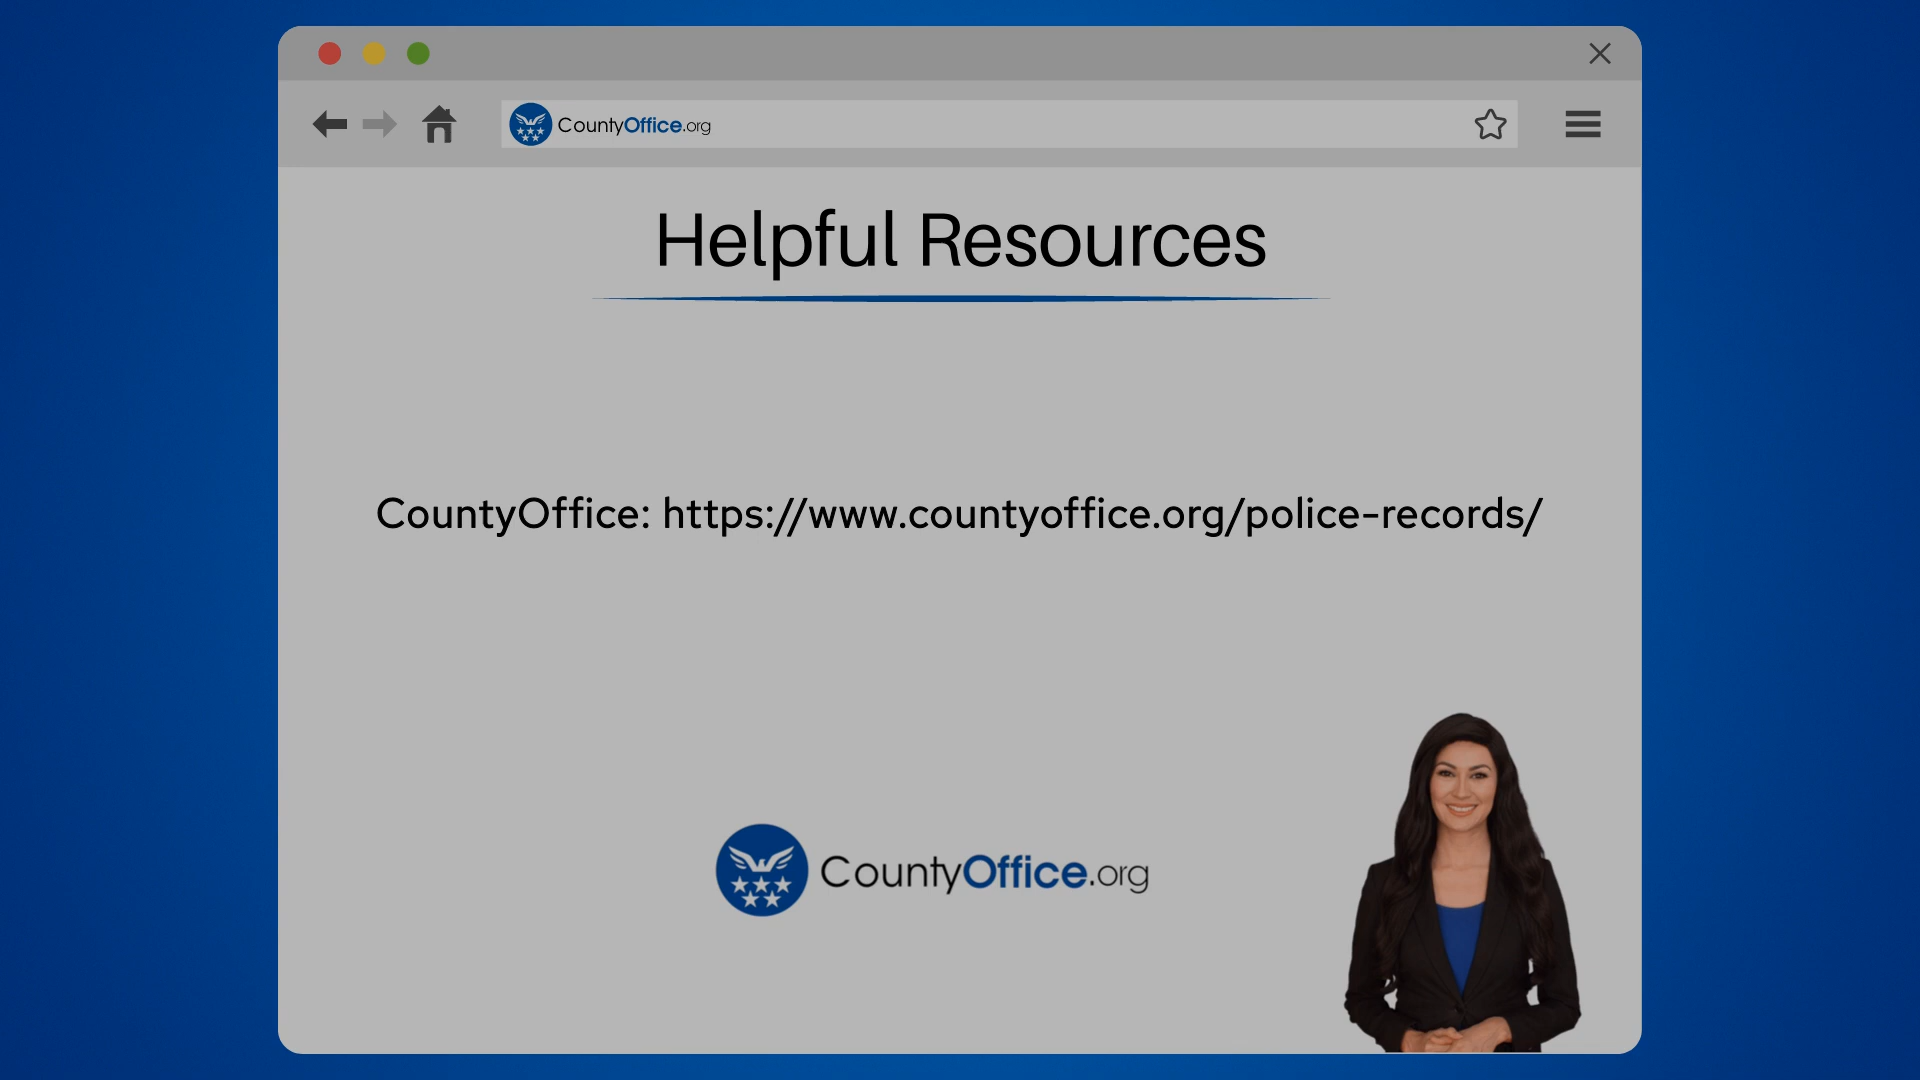 CountyOffice.org
Helpful Resources
CountyOffice: https://www.countyoffice.org/police-records/
CountyOffice.org